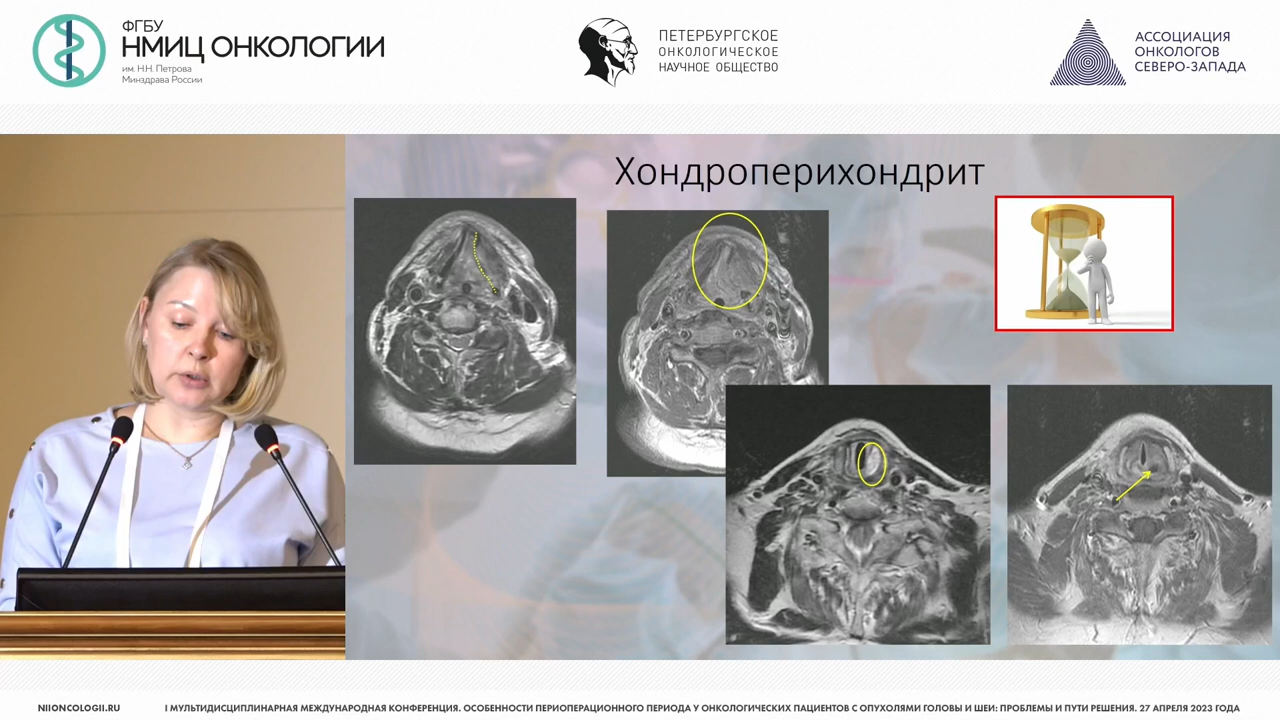 ФГБУ
НМИЦ ОНКОЛОГИИ
им. Н.Н. Петрова
Минздрава России
ПЕТЕРБУРГСКОЕ
ОНКОЛОГИЧЕСКОЕ
НАУЧНОЕ ОБЩЕСТВО
АССОЦИАЦИЯ
ОНКОЛОГОВ
СЕВЕРО-ЗАПАДА
Хондроперихондрит
NIIONCOLOGII.RU
I МУЛЬТИДИСЦИПЛИНАРНАЯ МЕЖДУНАРОДНАЯ КОНФЕРЕНЦИЯ. ОСОБЕННОСТИ ПЕРИОПЕРАЦИОННОГО ПЕРИОДА У ОНКОЛОГИЧЕСКИХ ПАЦИЕНТОВ С ОПУХОЛЯМИ ГОЛОВЫ И ШЕИ: ПРОБЛЕМЫ И ПУТИ РЕШЕНИЯ. 27 АПРЕЛЯ 2023 ГОДА